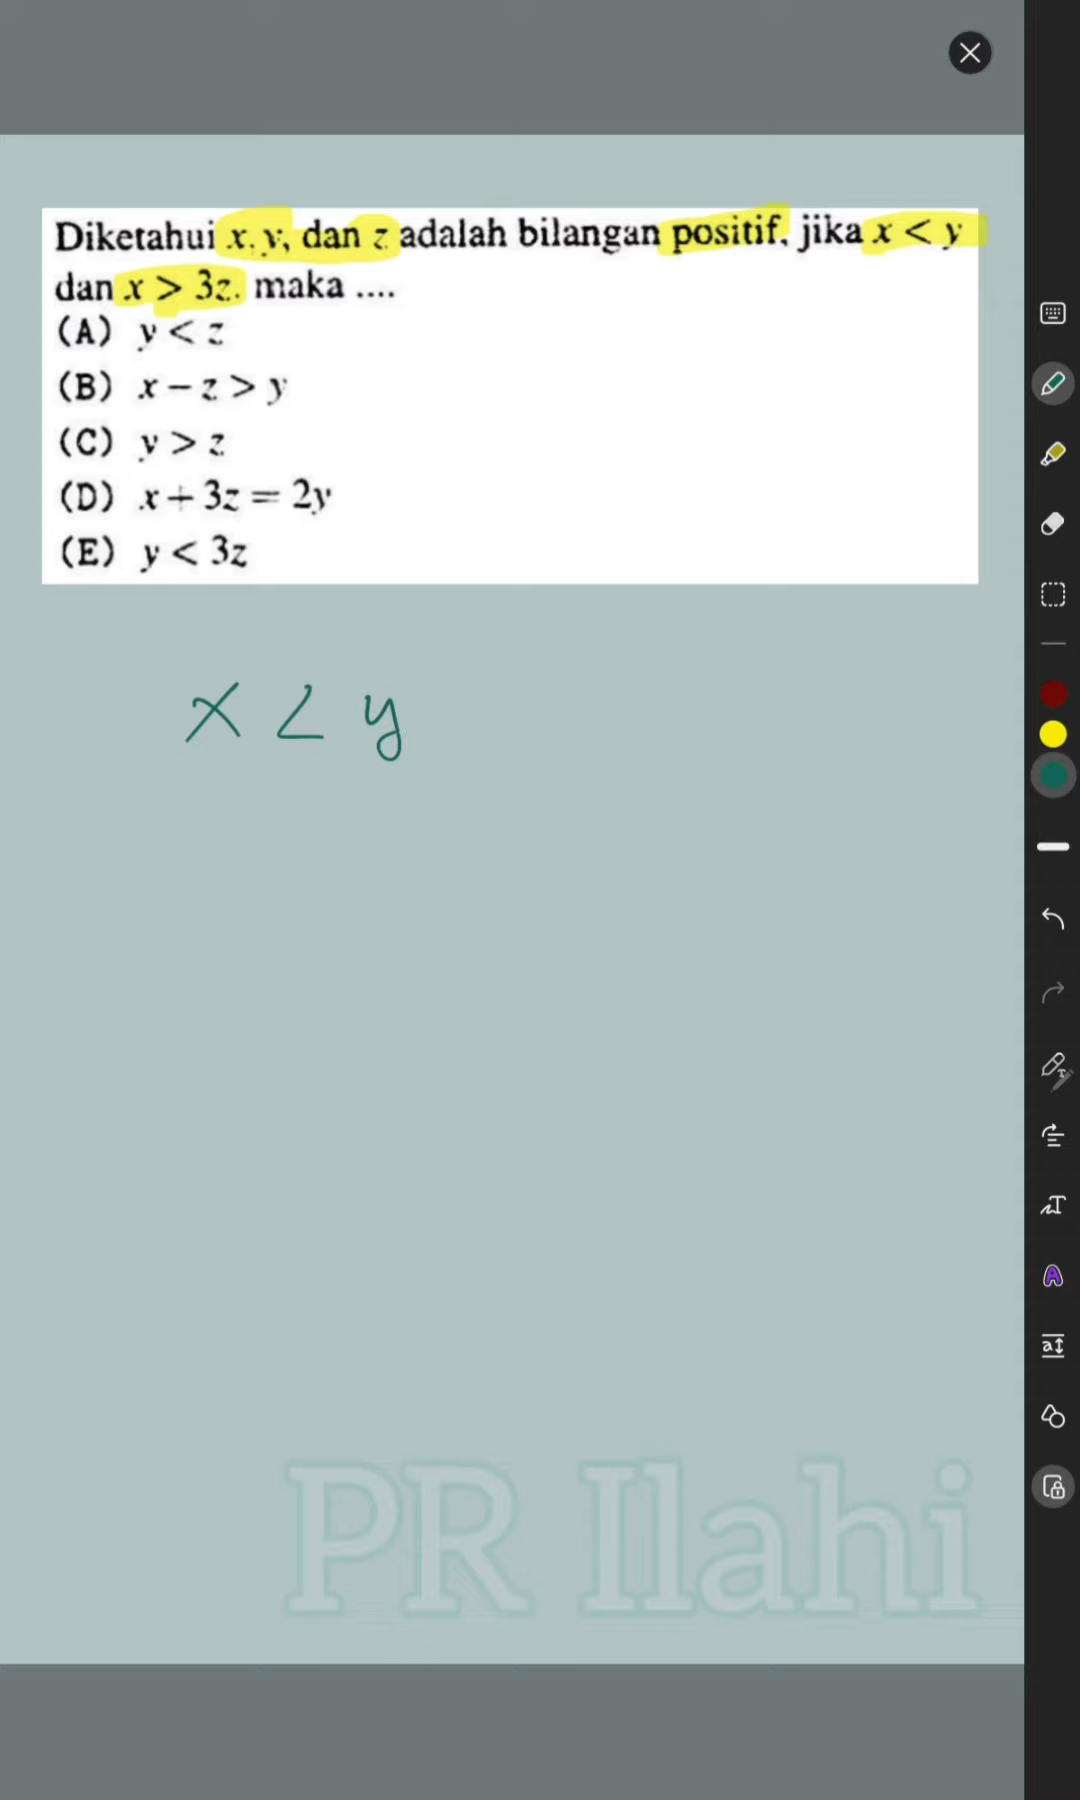 Diketahui x, y, dan z adalah bilangan positif, jika x < y
dan x > 3z. maka ....
(A) y < z
(B) x − z > y
(C) y > z
(D) x + 3z = 2y
(E) y < 3z
x < y
PR Ilahi